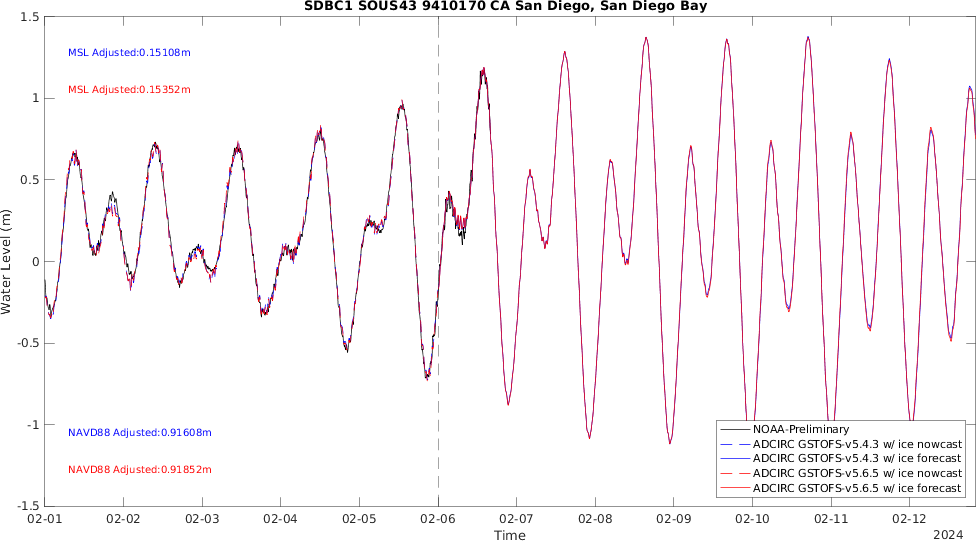 SDBC1 SOUS43 9410170 CA San Diego, San Diego Bay
1.5
MSL Adjusted:0.15108m
MSL Adjusted:0.15352m
1
0.5
Water Level (m)
0
-0.5
-1
NAVD88 Adjusted:0.91608m
NAVD88 Adjusted:0.91852m
NOAA-Preliminary
ADCIRC GSTOFS-v5.4.3 w/ ice nowcast
ADCIRC GSTOFS-v5.4.3 w/ ice forecast
ADCIRC GSTOFS-v5.6.5 w/ ice nowcast
ADCIRC GSTOFS-v5.6.5 w/ ice forecast
-1.5
02-01 02-02 02-03 02-04 02-05 02-06 02-07 02-08 02-09 02-10 02-11 02-12
Time
2024